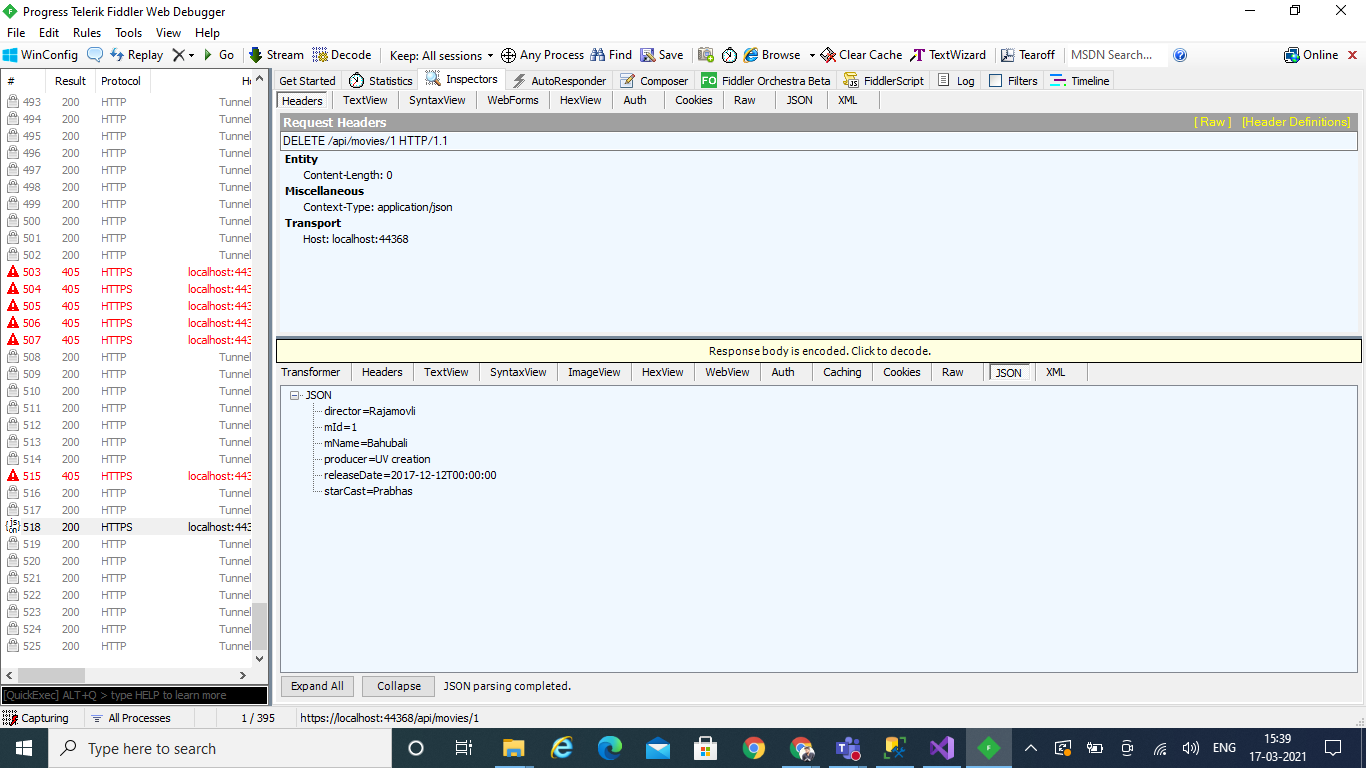 Progress Telerik Fiddler Web Debugger
File Edit Rules Tools View Help
WinConfig Replay Go Stream Decode Keep: All sessions Any Process Find Save Browse Clear Cache TextWizard Tearoff MSDN Search... Online
# Result Protocol
Get Started Statistics Inspectors AutoResponder Composer FO Fiddler Orchestra Beta FiddlerScript Log Filters Timeline
Headers TextView SyntaxView WebForms HexView Auth Cookies Raw JSON XML
Request Headers [ Raw ] [Header Definitions]
DELETE /api/movies/1 HTTP/1.1
Entity
Content-Length: 0
Miscellaneous
Context-Type: application/json
Transport
Host: localhost:44368
493 200 HTTP Tunnel
494 200 HTTP Tunnel
495 200 HTTP Tunnel
496 200 HTTP Tunnel
497 200 HTTP Tunnel
498 200 HTTP Tunnel
499 200 HTTP Tunnel
500 200 HTTP Tunnel
501 200 HTTP Tunnel
502 200 HTTP Tunnel
503 405 HTTPS localhost:443
504 405 HTTPS localhost:443
505 405 HTTPS localhost:443
506 405 HTTPS localhost:443
507 405 HTTPS localhost:443
508 200 HTTP Tunnel
509 200 HTTP Tunnel
510 200 HTTP Tunnel
511 200 HTTP Tunnel
512 200 HTTP Tunnel
513 200 HTTP Tunnel
514 200 HTTP Tunnel
515 405 HTTPS localhost:443
516 200 HTTP Tunnel
517 200 HTTP Tunnel
518 200 HTTPS localhost:443
519 200 HTTP Tunnel
520 200 HTTP Tunnel
521 200 HTTP Tunnel
522 200 HTTP Tunnel
523 200 HTTP Tunnel
524 200 HTTP Tunnel
525 200 HTTP Tunnel
Response body is encoded. Click to decode.
Transformer Headers TextView SyntaxView ImageView HexView WebView Auth Caching Cookies Raw JSON XML
JSON
director=Rajamovli
mId=1
mName=Bahubali
producer=UV creation
releaseDate=2017-12-12T00:00:00
starCast=Prabhas
Expand All Collapse JSON parsing completed.
[QuickExec] ALT+Q > type HELP to learn more
Capturing All Processes 1 / 395 https://localhost:44368/api/movies/1
Type here to search ENG 15:39
17-03-2021